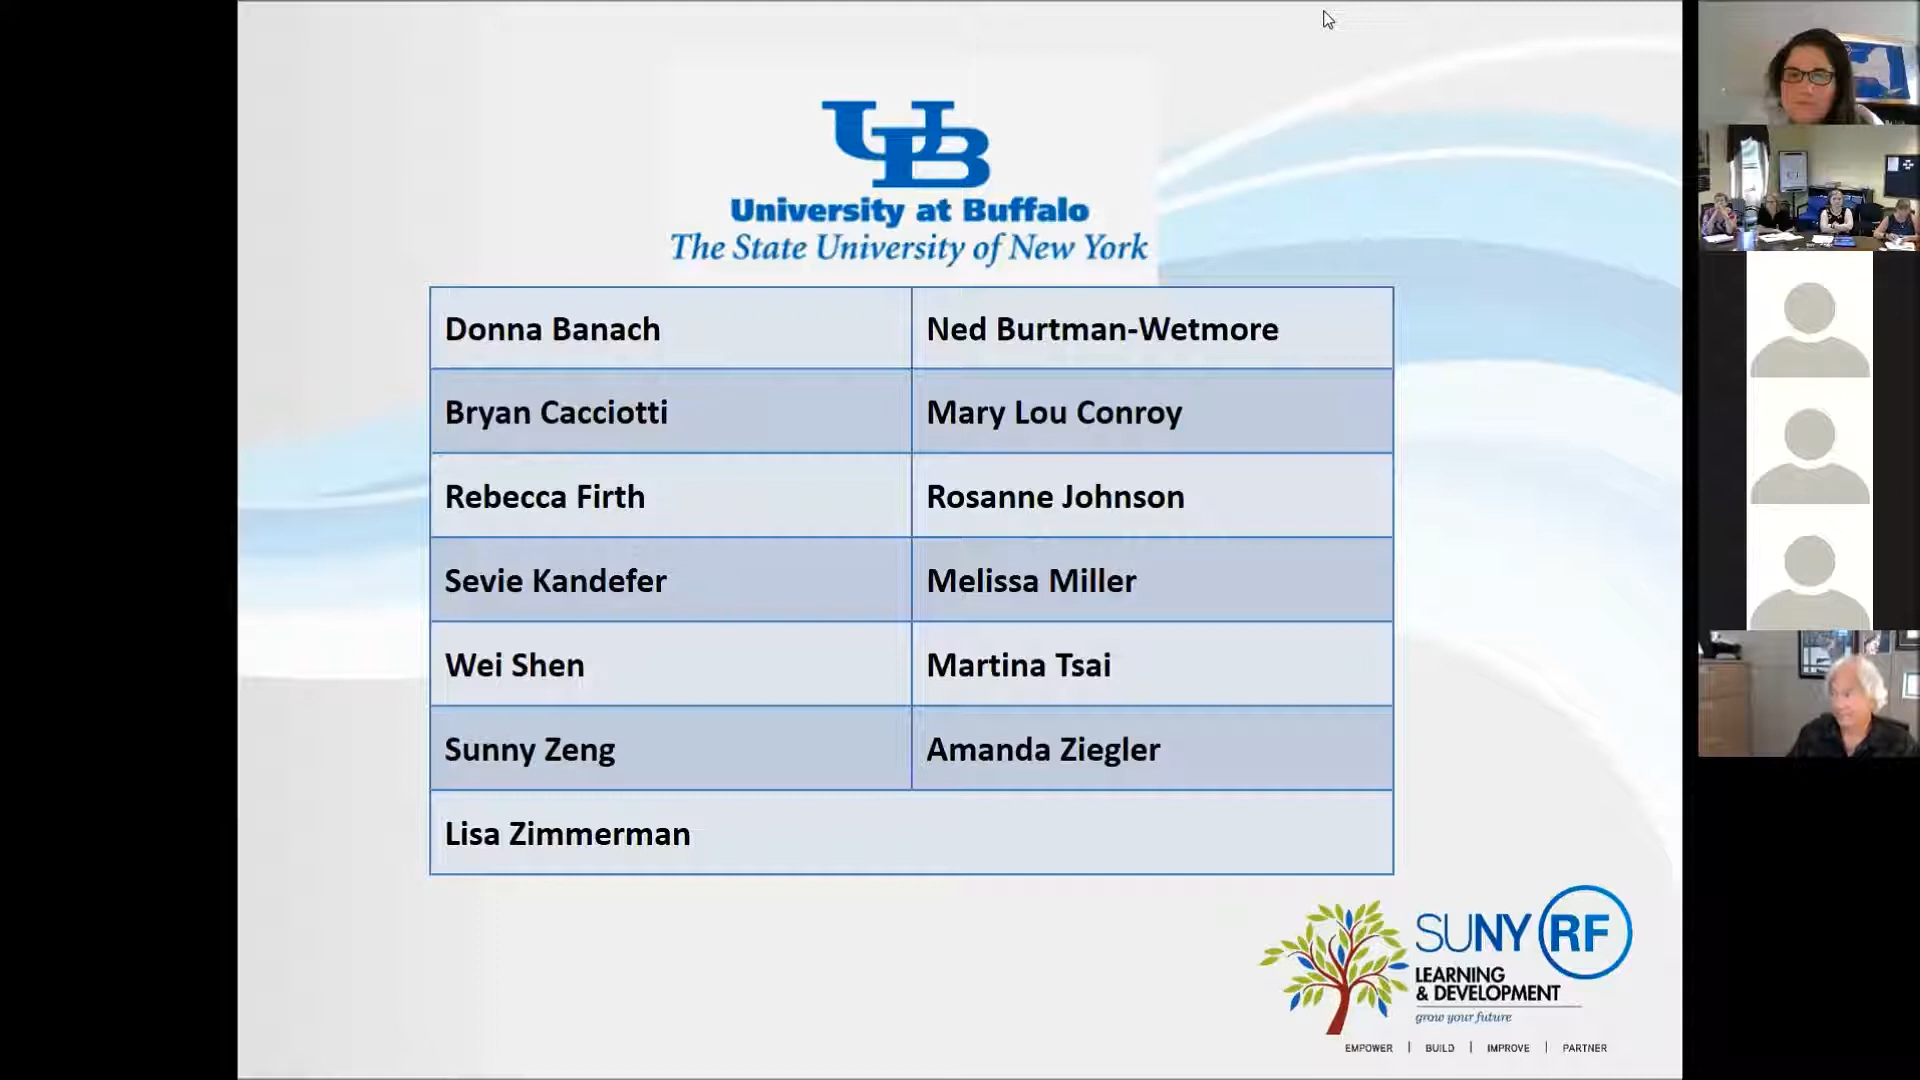 UB
University at Buffalo
The State University of New York
Donna Banach
Ned Burtman-Wetmore
Bryan Cacciotti
Mary Lou Conroy
Rebecca Firth
Rosanne Johnson
Sevie Kandefer
Melissa Miller
Wei Shen
Martina Tsai
Sunny Zeng
Amanda Ziegler
Lisa Zimmerman
SUNY RF
LEARNING
& DEVELOPMENT
grow your future
EMPOWER | BUILD | IMPROVE | PARTNER